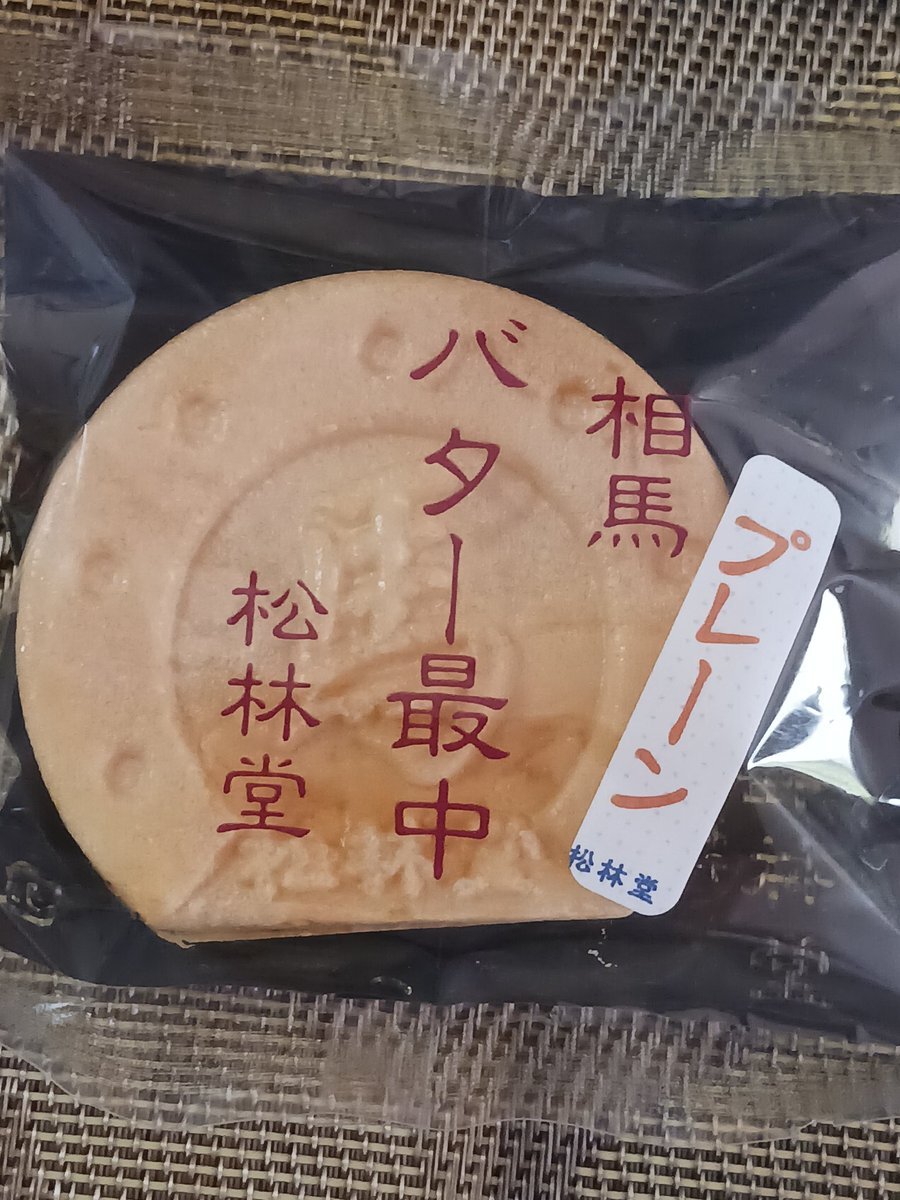 相馬
バター最中
松林堂
プレーン
松林堂